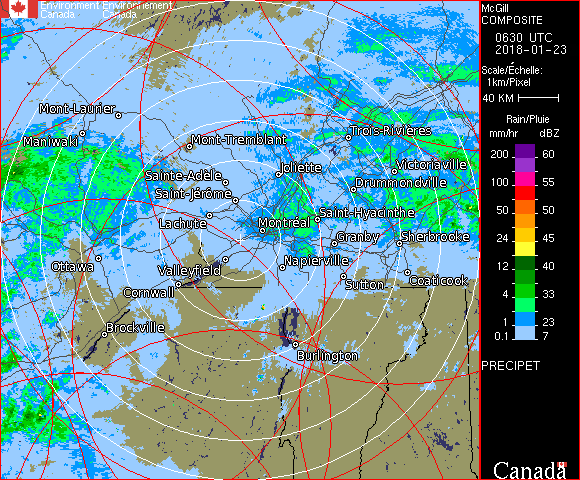 Environment Environnement
Canada Canada
Mont-Laurier
Maniwaki
Mont-Tremblant
Trois-Rivières
Joliette
Victoriaville
Sainte-Adèle
Drummondville
Saint-Jérôme
Saint-Hyacinthe
Lachute
Montréal
Granby
Sherbrooke
Ottawa
Valleyfield
Napierville
Coaticook
Sutton
Cornwall
Brockville
Burlington
McGill
COMPOSITE
0630 UTC
2018-01-23
Scale/Échelle:
1km/Pixel
40 KM
Rain/Pluie
mm/hr dBZ
200 60
100 55
50 50
24 45
12 40
4 33
1 23
0.1 7
PRECIPET
Canada